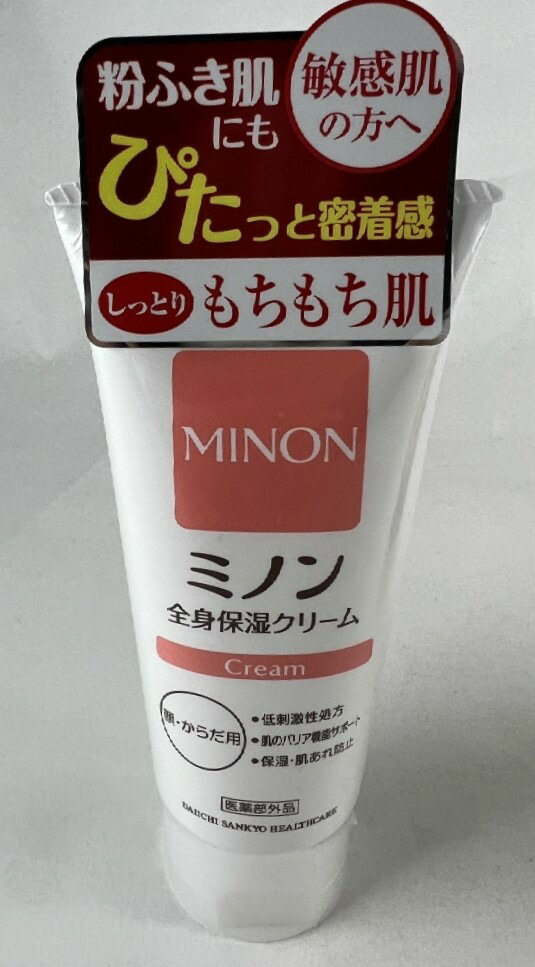 敏感肌
の方へ
粉ふき肌
にも
ぴたっと密着感
しっとり もちもち肌
MINON
ミノン
全身保湿クリーム
Cream
顔・からだ用
•低刺激性処方
•肌のバリア機能サポート
•保湿・肌あれ防止
医薬部外品
DAIICHI SANKYO HEALTHCARE